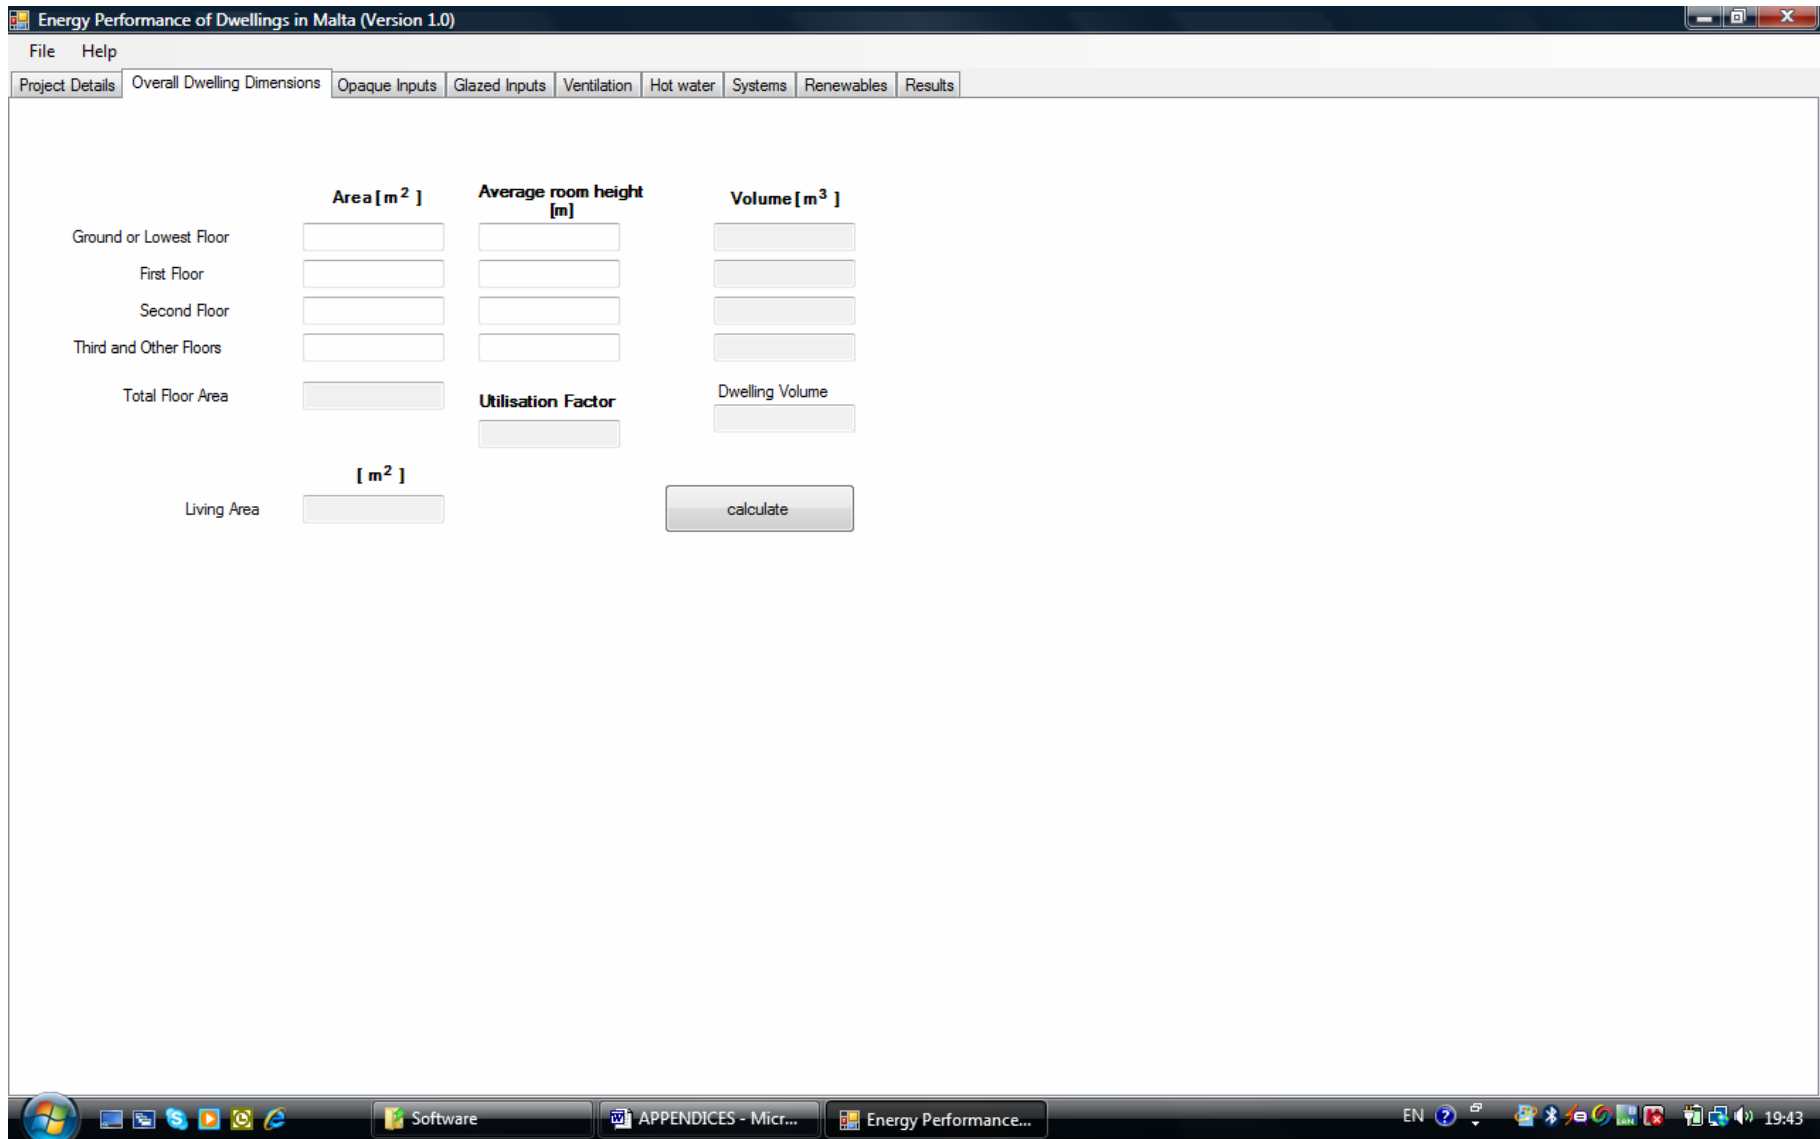 Energy Performance of Dwellings in Malta (Version 1.0)
File Help
Project Details Overall Dwelling Dimensions Opaque Inputs Glazed Inputs Ventilation Hot water Systems Renewables Results
Area [ m² ] Average room height [m] Volume [ m³ ]
Ground or Lowest Floor
First Floor
Second Floor
Third and Other Floors
Total Floor Area
Utilisation Factor
Dwelling Volume
[ m² ]
Living Area
calculate
Software APPENDICES - Micr... Energy Performance... EN 19:43